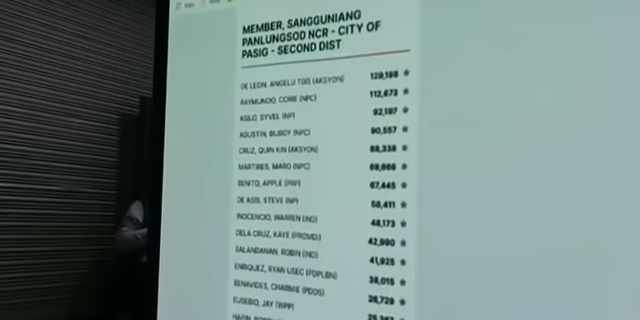 MEMBER, SANGGUNIANG
PANLUNGSOD NCR - CITY OF
PASIG - SECOND DIST
DE LEON, ANGELU TGIS (AKSYON) 129,198
RAYMUNDO, CORIE (NPC) 112,673
ASILO, SYVEL (NP) 92,197
AGUSTIN, BUBOY (NPC) 90,557
CRUZ, QUIN KIN (AKSYON) 88,338
MARTIRES, MARO (NPC) 69,668
BENITO, APPLE (PRP) 67,445
DE ASIS, STEVE (NP) 58,411
INOCENCIO, WARREN (IND) 48,173
DELA CRUZ, KAYE (PROMDI) 42,990
SALANDANAN, ROBIN (IND) 41,925
ENRIQUEZ, RYAN USEC (PDPLBN) 38,015
BENAVIDES, CHARMIE (PDDS) 26,729
EUSEBIO, JAY (WPP)